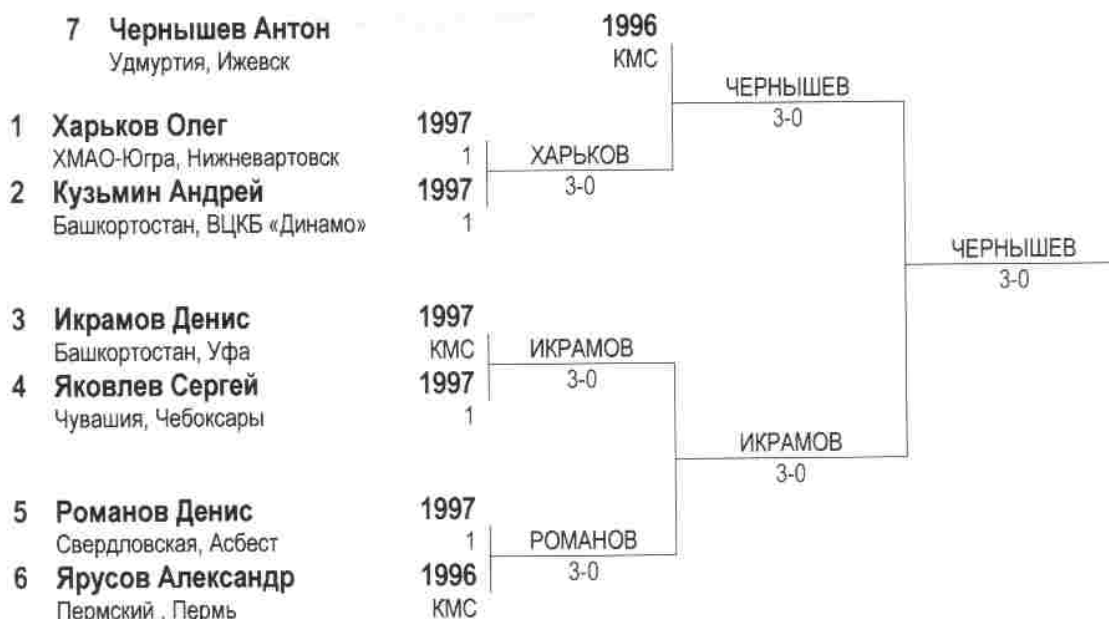 7 Чернышев Антон 1996
Удмуртия, Ижевск КМС
ЧЕРНЫШЕВ
3-0
1 Харьков Олег 1997
ХМАО-Югра, Нижневартовск 1
ХАРЬКОВ
3-0
2 Кузьмин Андрей 1997
Башкортостан, ВЦКБ «Динамо» 1
ЧЕРНЫШЕВ
3-0
3 Икрамов Денис 1997
Башкортостан, Уфа КМС
ИКРАМОВ
3-0
4 Яковлев Сергей 1997
Чувашия, Чебоксары 1
ИКРАМОВ
3-0
5 Романов Денис 1997
Свердловская, Асбест 1
РОМАНОВ
3-0
6 Ярусов Александр 1996
Пермский , Пермь КМС